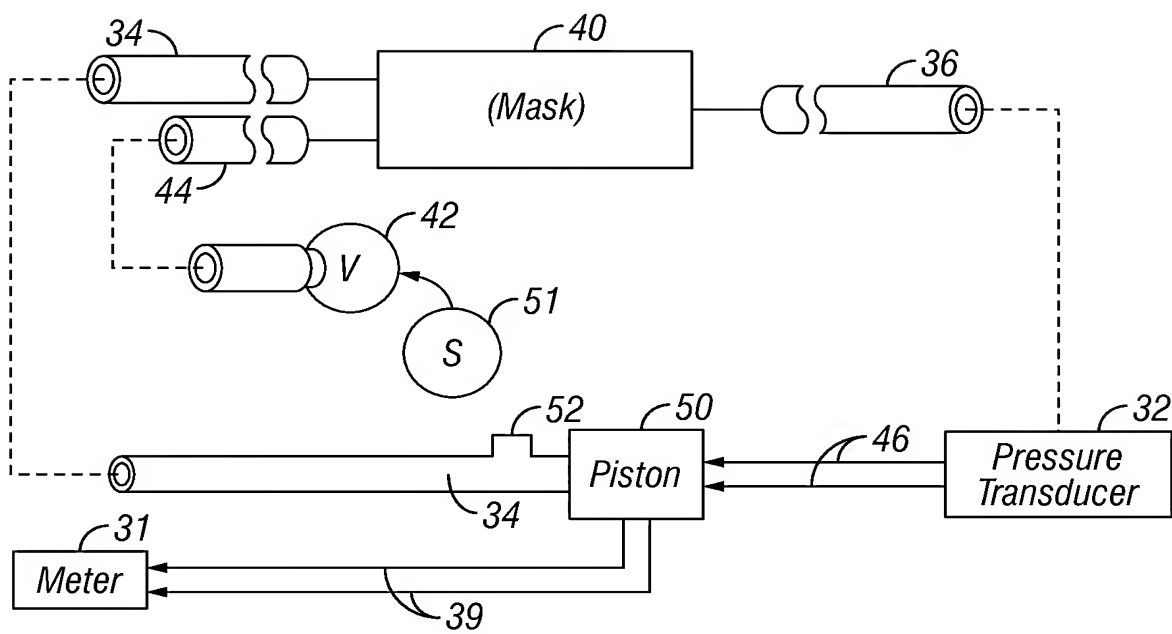 34
40
36
(Mask)
44
42
V
51
S
52
50
32
46
Piston
Pressure
Transducer
34
31
Meter
39